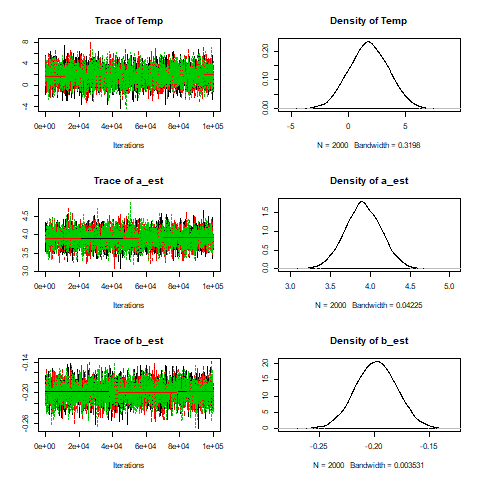 Trace of Temp
8
4
0
-4
0e+00 2e+04 4e+04 6e+04 8e+04 1e+05
Iterations
Density of Temp
0.20
0.10
0.00
-5 0 5
N = 2000 Bandwidth = 0.3198
Trace of a_est
4.5
4.0
3.5
3.0
0e+00 2e+04 4e+04 6e+04 8e+04 1e+05
Iterations
Density of a_est
1.5
1.0
0.5
0.0
3.0 3.5 4.0 4.5 5.0
N = 2000 Bandwidth = 0.04225
Trace of b_est
-0.14
-0.20
-0.26
0e+00 2e+04 4e+04 6e+04 8e+04 1e+05
Iterations
Density of b_est
20
15
10
5
0
-0.25 -0.20 -0.15
N = 2000 Bandwidth = 0.003531